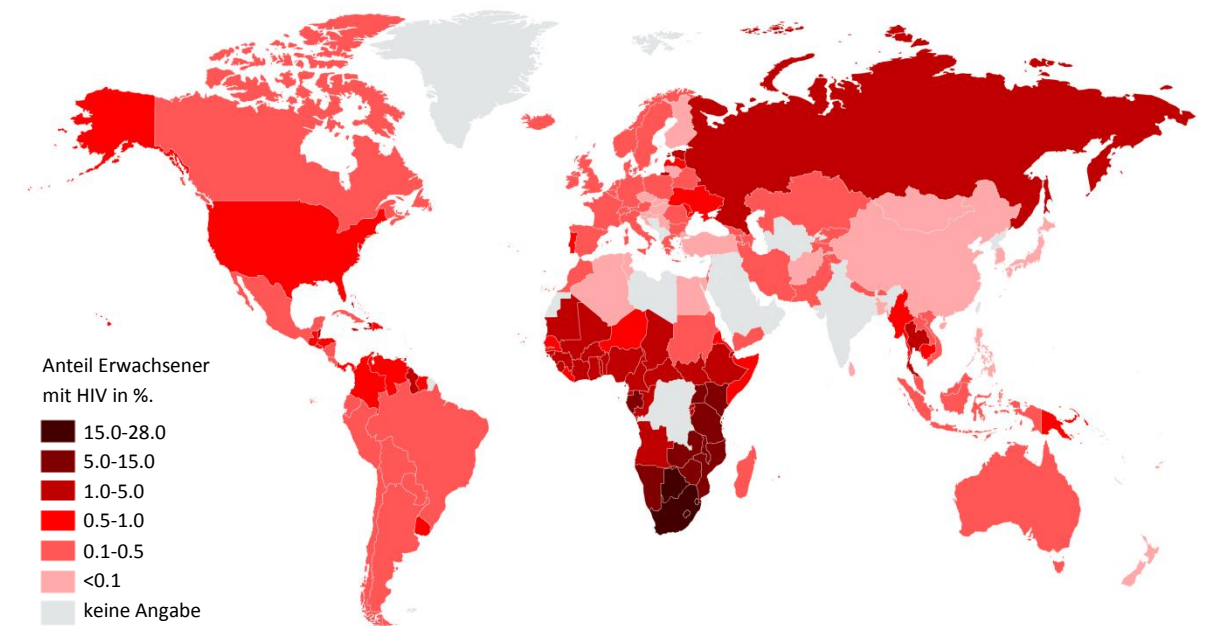 Anteil Erwachsener
mit HIV in %.
15.0-28.0
5.0-15.0
1.0-5.0
0.5-1.0
0.1-0.5
<0.1
keine Angabe